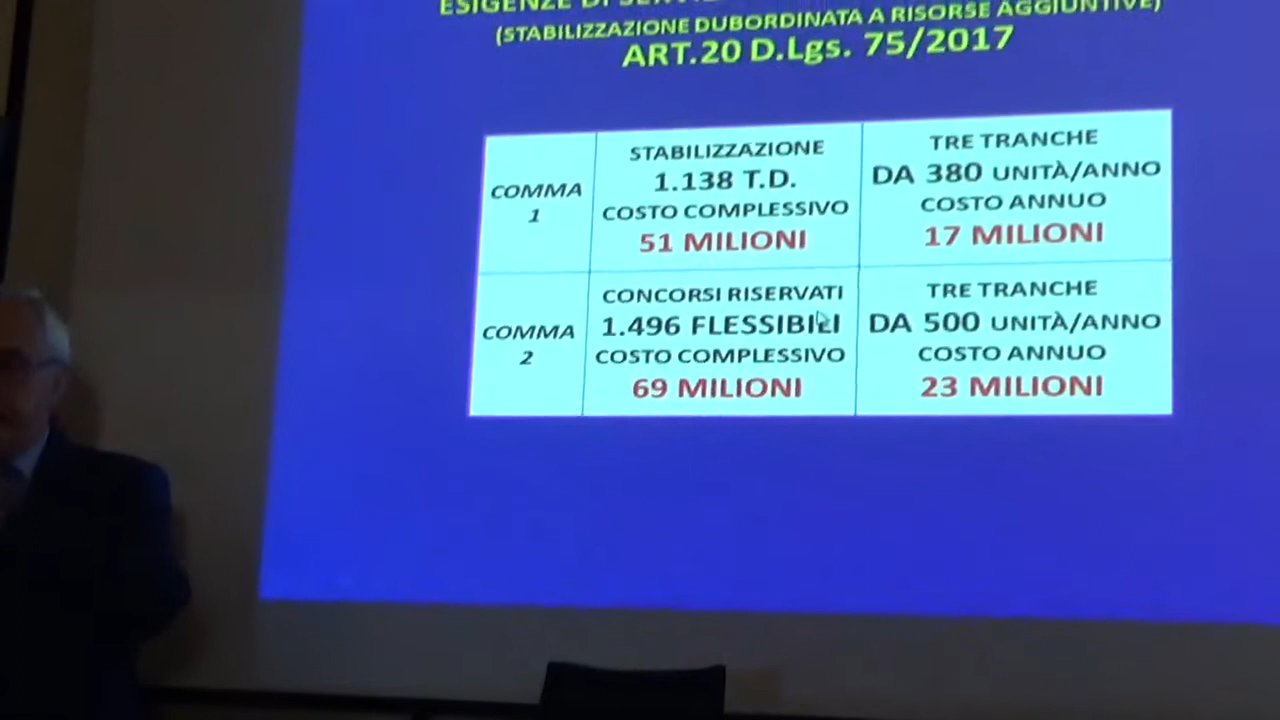 ESIGENZE DI
(STABILIZZAZIONE DUBORDINATA A RISORSE AGGIUNTIVE)
ART.20 D.Lgs. 75/2017
COMMA
1
STABILIZZAZIONE
1.138 T.D.
COSTO COMPLESSIVO
51 MILIONI
TRE TRANCHE
DA 380 UNITÀ/ANNO
COSTO ANNUO
17 MILIONI
COMMA
2
CONCORSI RISERVATI
1.496 FLESSIBILI
COSTO COMPLESSIVO
69 MILIONI
TRE TRANCHE
DA 500 UNITÀ/ANNO
COSTO ANNUO
23 MILIONI